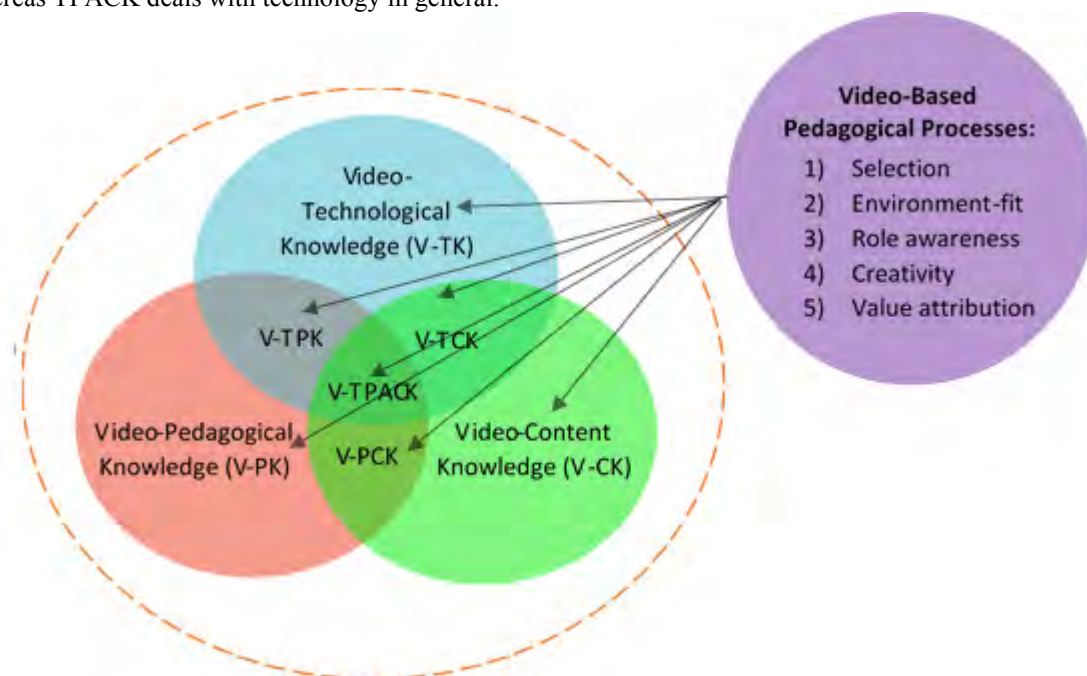 TPACK deals with technology in general.
Video-Based
Pedagogical Processes:
1) Selection
2) Environment-fit
3) Role awareness
4) Creativity
5) Value attribution
Video-
Technological
Knowledge (V-TK)
V-TPK
V-TCK
V-TPACK
Video-Pedagogical
Knowledge (V-PK)
V-PCK
Video-Content
Knowledge (V-CK)